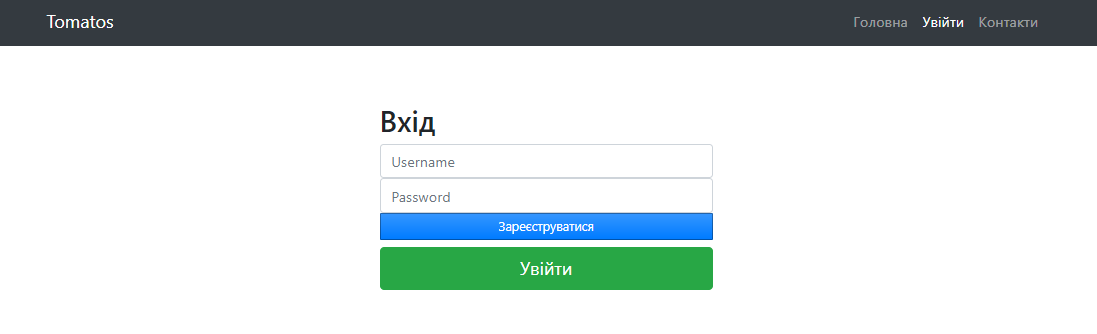 Tomatos Головна Увійти Контакти
Вхід
Username
Password
Зареєструватися
Увійти